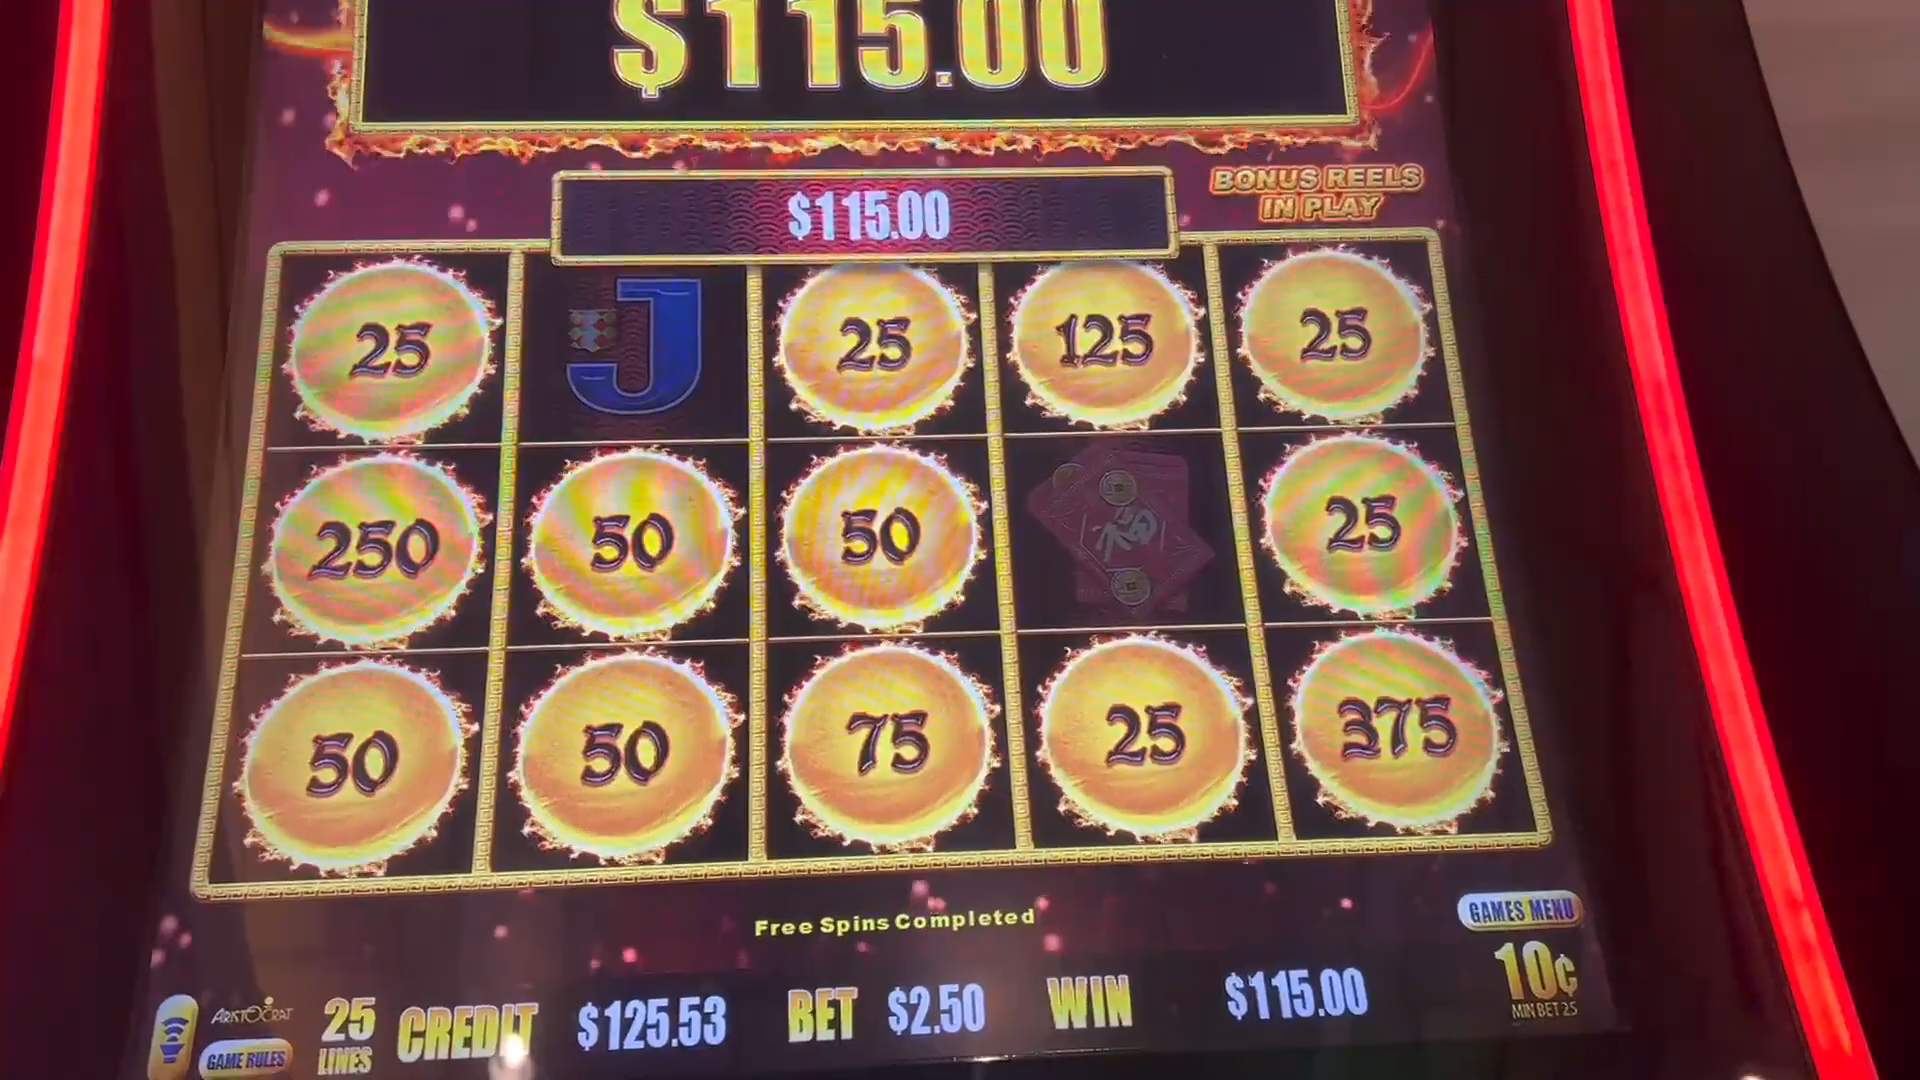 $115.00
$115.00
BONUS REELS
IN PLAY
25
J
25
125
25
250
50
50
福
25
50
50
75
25
375
Free Spins Completed
GAMES MENU
ARISTOCRAT
GAME RULES
25
LINES
CREDIT $125.53 BET $2.50 WIN $115.00
10¢
MIN BET 25